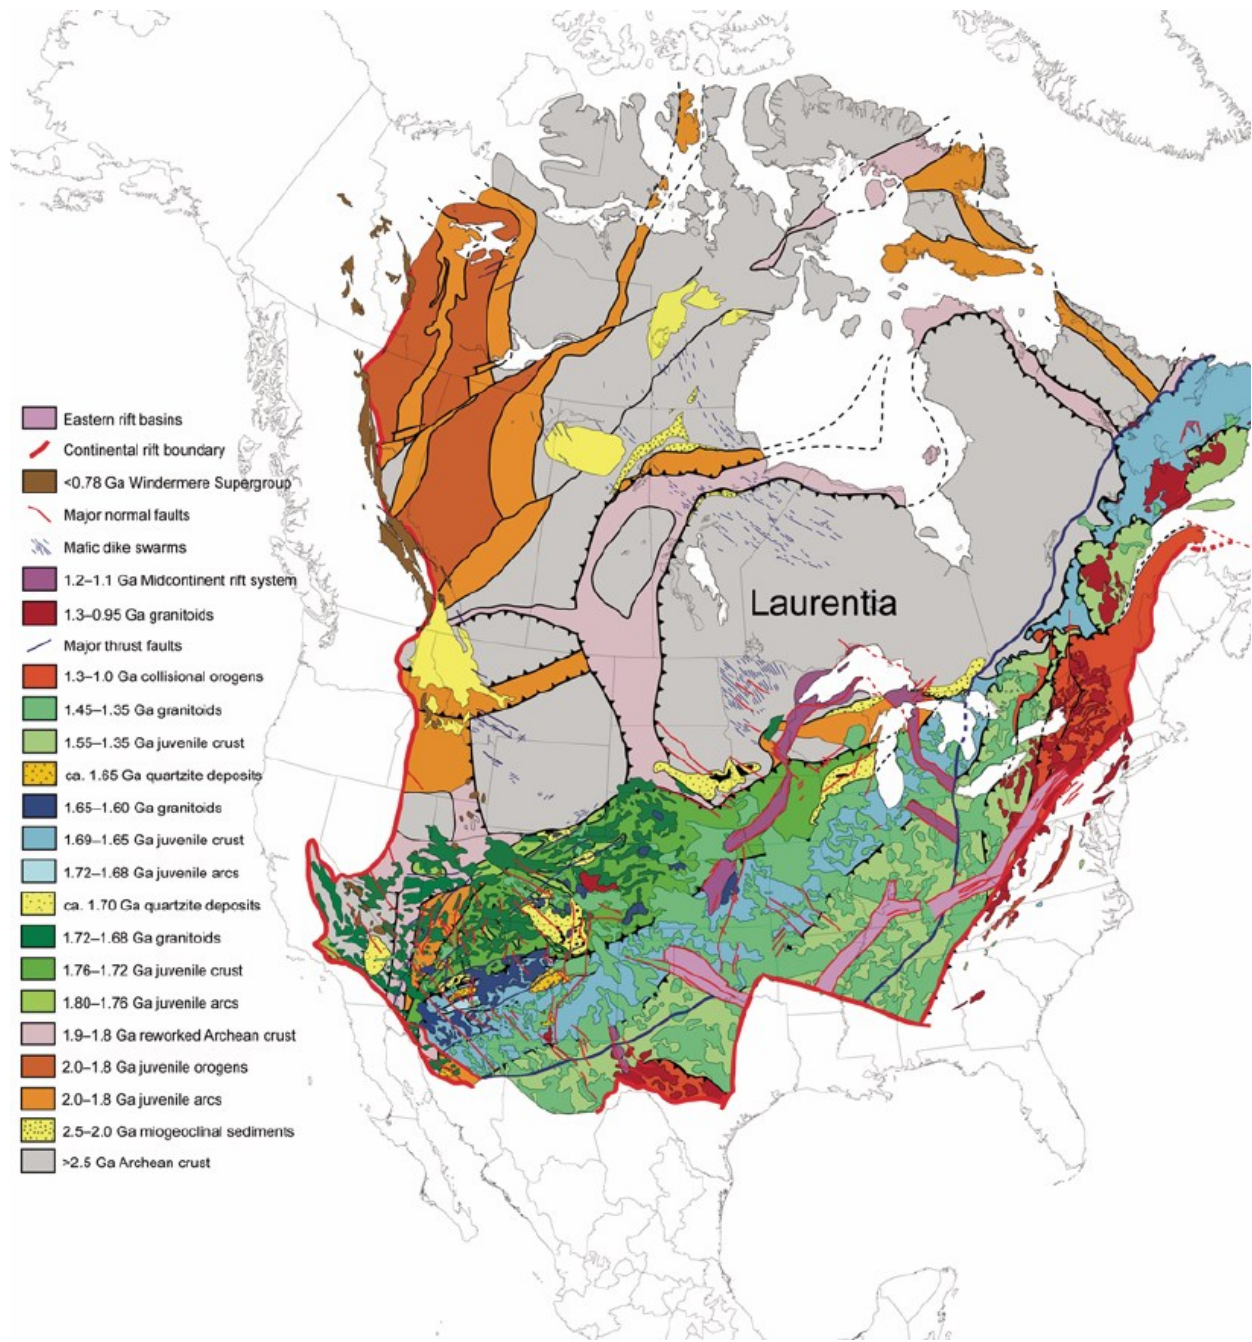 Eastern rift basins
Continental rift boundary
<0.78 Ga Windermere Supergroup
Major normal faults
Mafic dike swarms
1.2–1.1 Ga Midcontinent rift system
1.3–0.95 Ga granitoids
Major thrust faults
1.3–1.0 Ga collisional orogens
1.45–1.35 Ga granitoids
1.55–1.35 Ga juvenile crust
ca. 1.65 Ga quartzite deposits
1.65–1.60 Ga granitoids
1.69–1.65 Ga juvenile crust
1.72–1.68 Ga juvenile arcs
ca. 1.70 Ga quartzite deposits
1.72–1.68 Ga granitoids
1.76–1.72 Ga juvenile crust
1.80–1.76 Ga juvenile arcs
1.9–1.8 Ga reworked Archean crust
2.0–1.8 Ga juvenile orogens
2.0–1.8 Ga juvenile arcs
2.5–2.0 Ga miogeoclinal sediments
>2.5 Ga Archean crust
Laurentia